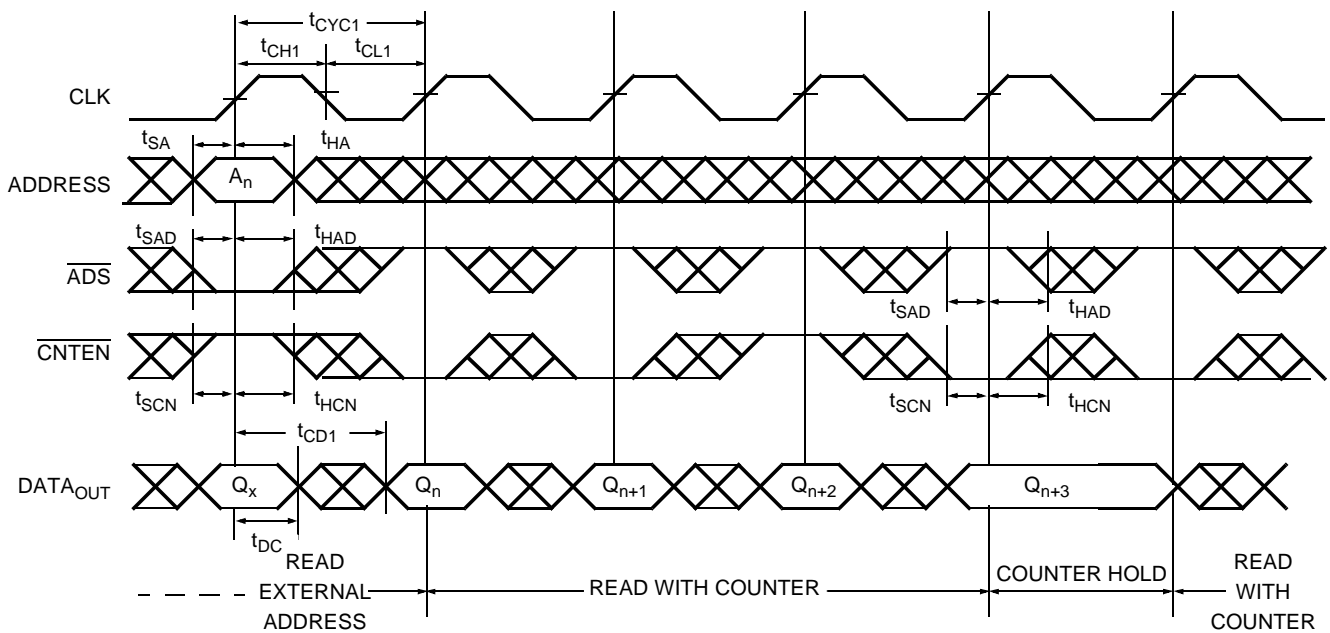 tCYC1
tCH1 tCL1
CLK
tSA tHA
ADDRESS An
tSAD tHAD
ADS
tSAD tHAD
CNTEN
tSCN tHCN tSCN tHCN
tCD1
DATAOUT Qx Qn Qn+1 Qn+2 Qn+3
tDC
READ EXTERNAL ADDRESS
READ WITH COUNTER
COUNTER HOLD
READ WITH COUNTER